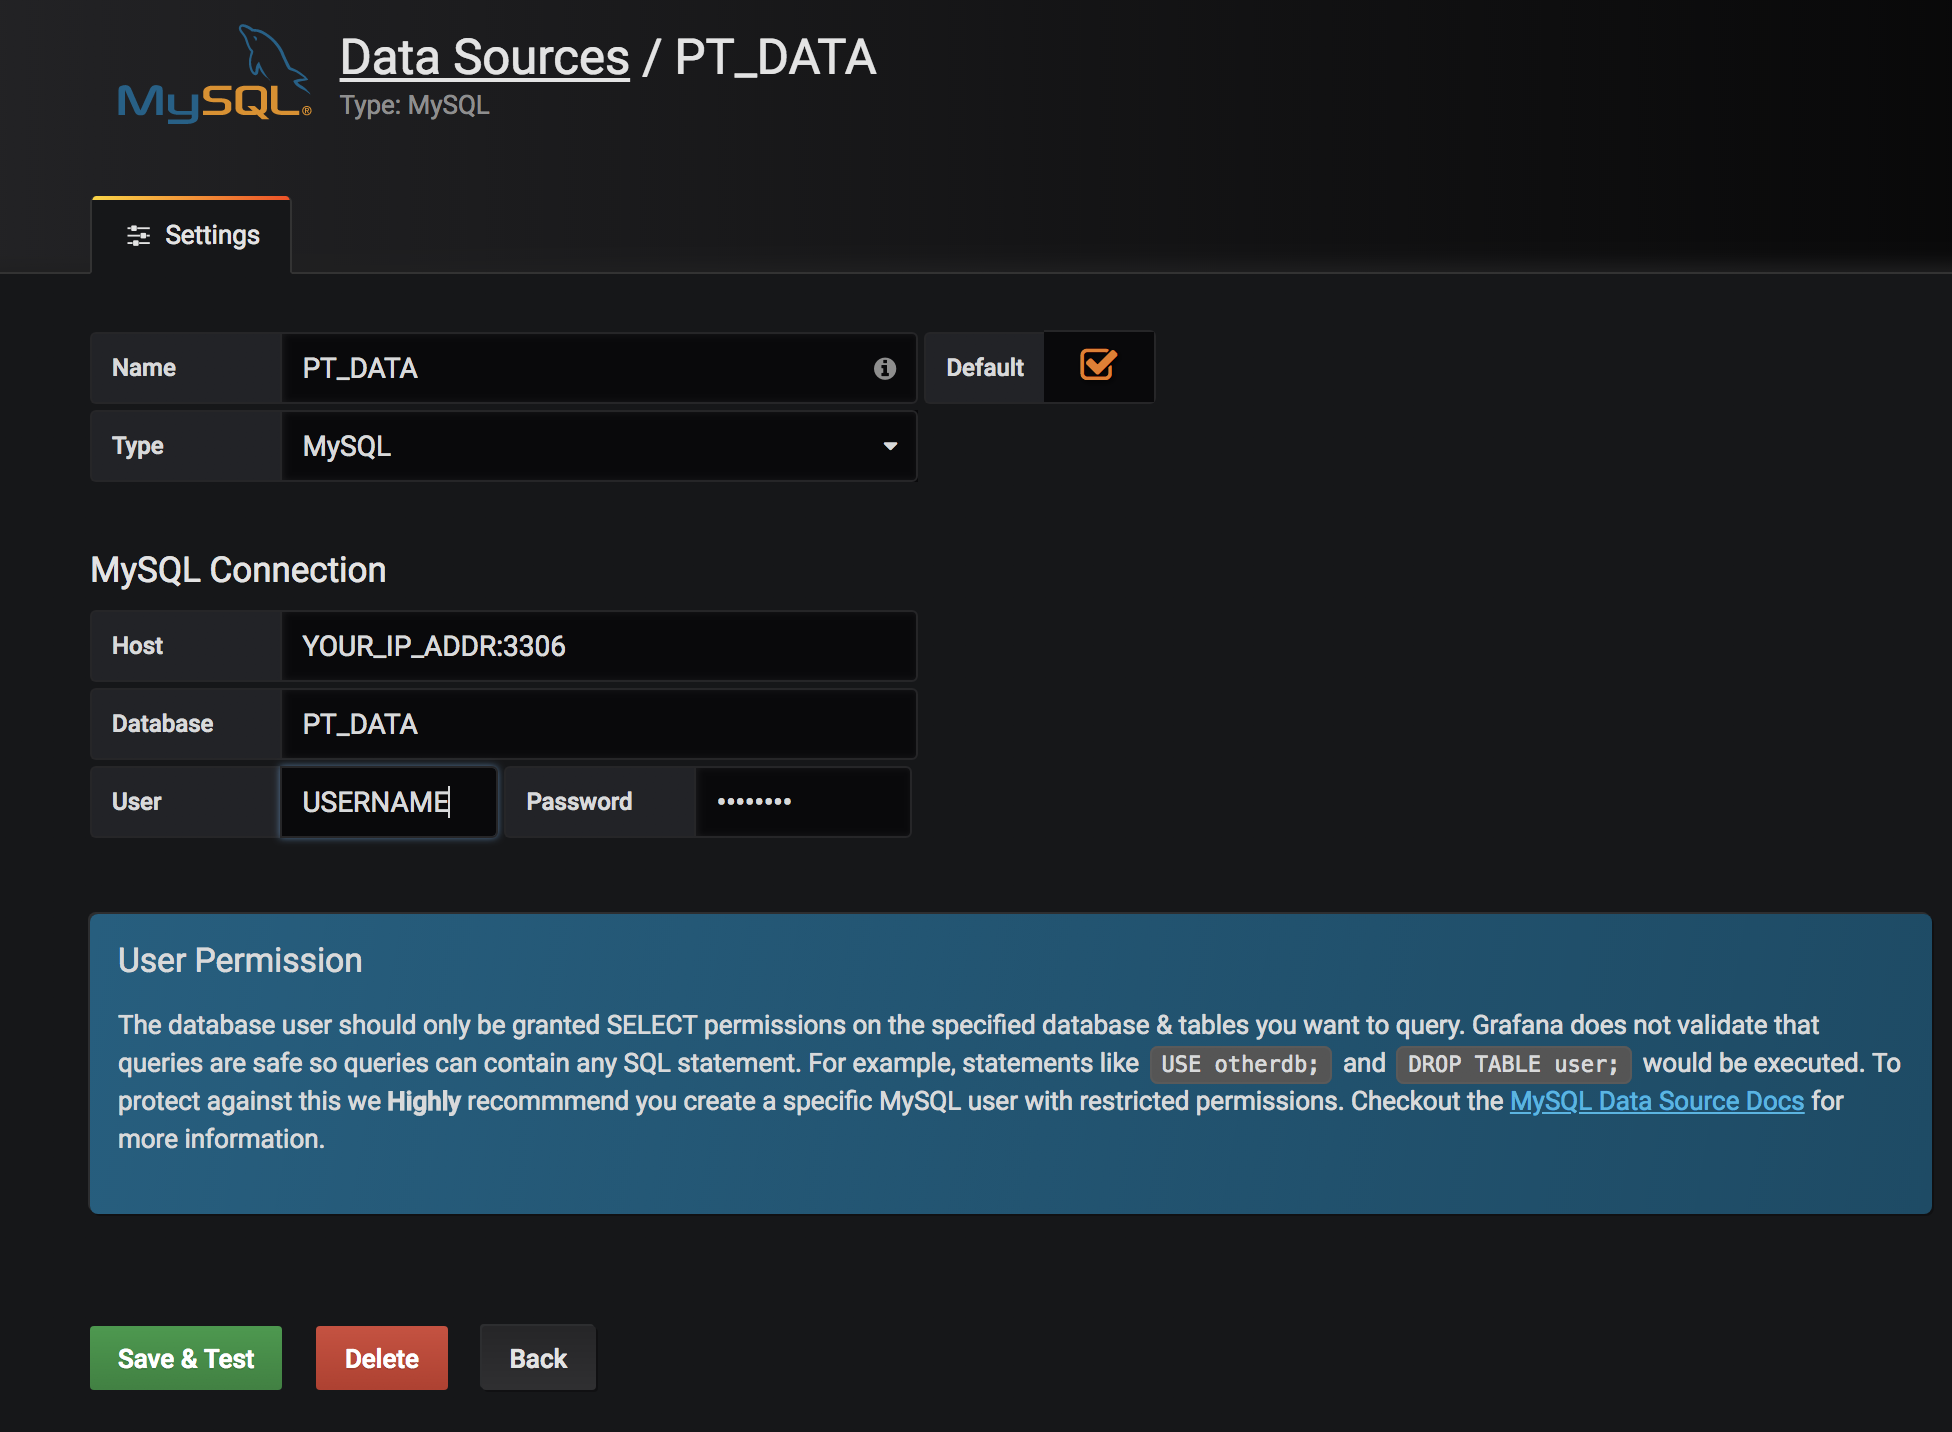 Data Sources / PT_DATA
MySQL®
Type: MySQL
Settings
Name PT_DATA Default
Type MySQL
MySQL Connection
Host YOUR_IP_ADDR:3306
Database PT_DATA
User USERNAME Password ••••••••
User Permission
The database user should only be granted SELECT permissions on the specified database & tables you want to query. Grafana does not validate that
queries are safe so queries can contain any SQL statement. For example, statements like USE otherdb; and DROP TABLE user; would be executed. To
protect against this we Highly recommmend you create a specific MySQL user with restricted permissions. Checkout the MySQL Data Source Docs for
more information.
Save & Test Delete Back